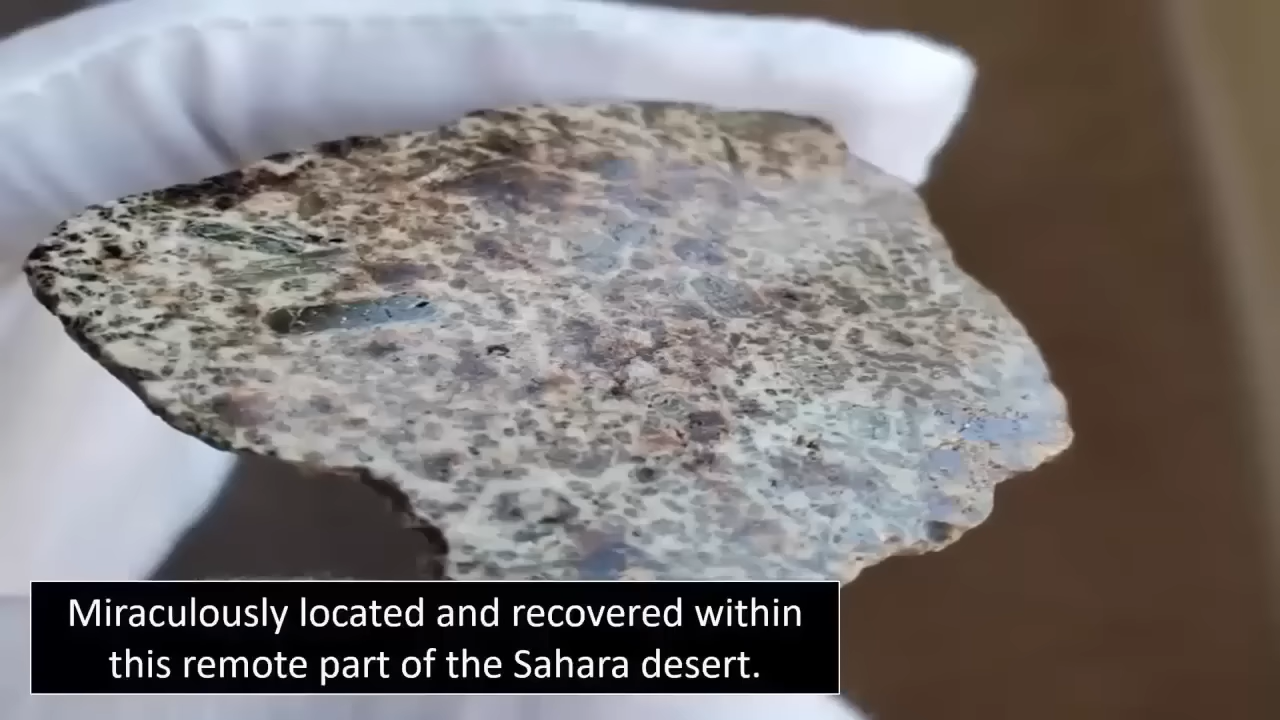 Miraculously located and recovered within
this remote part of the Sahara desert.